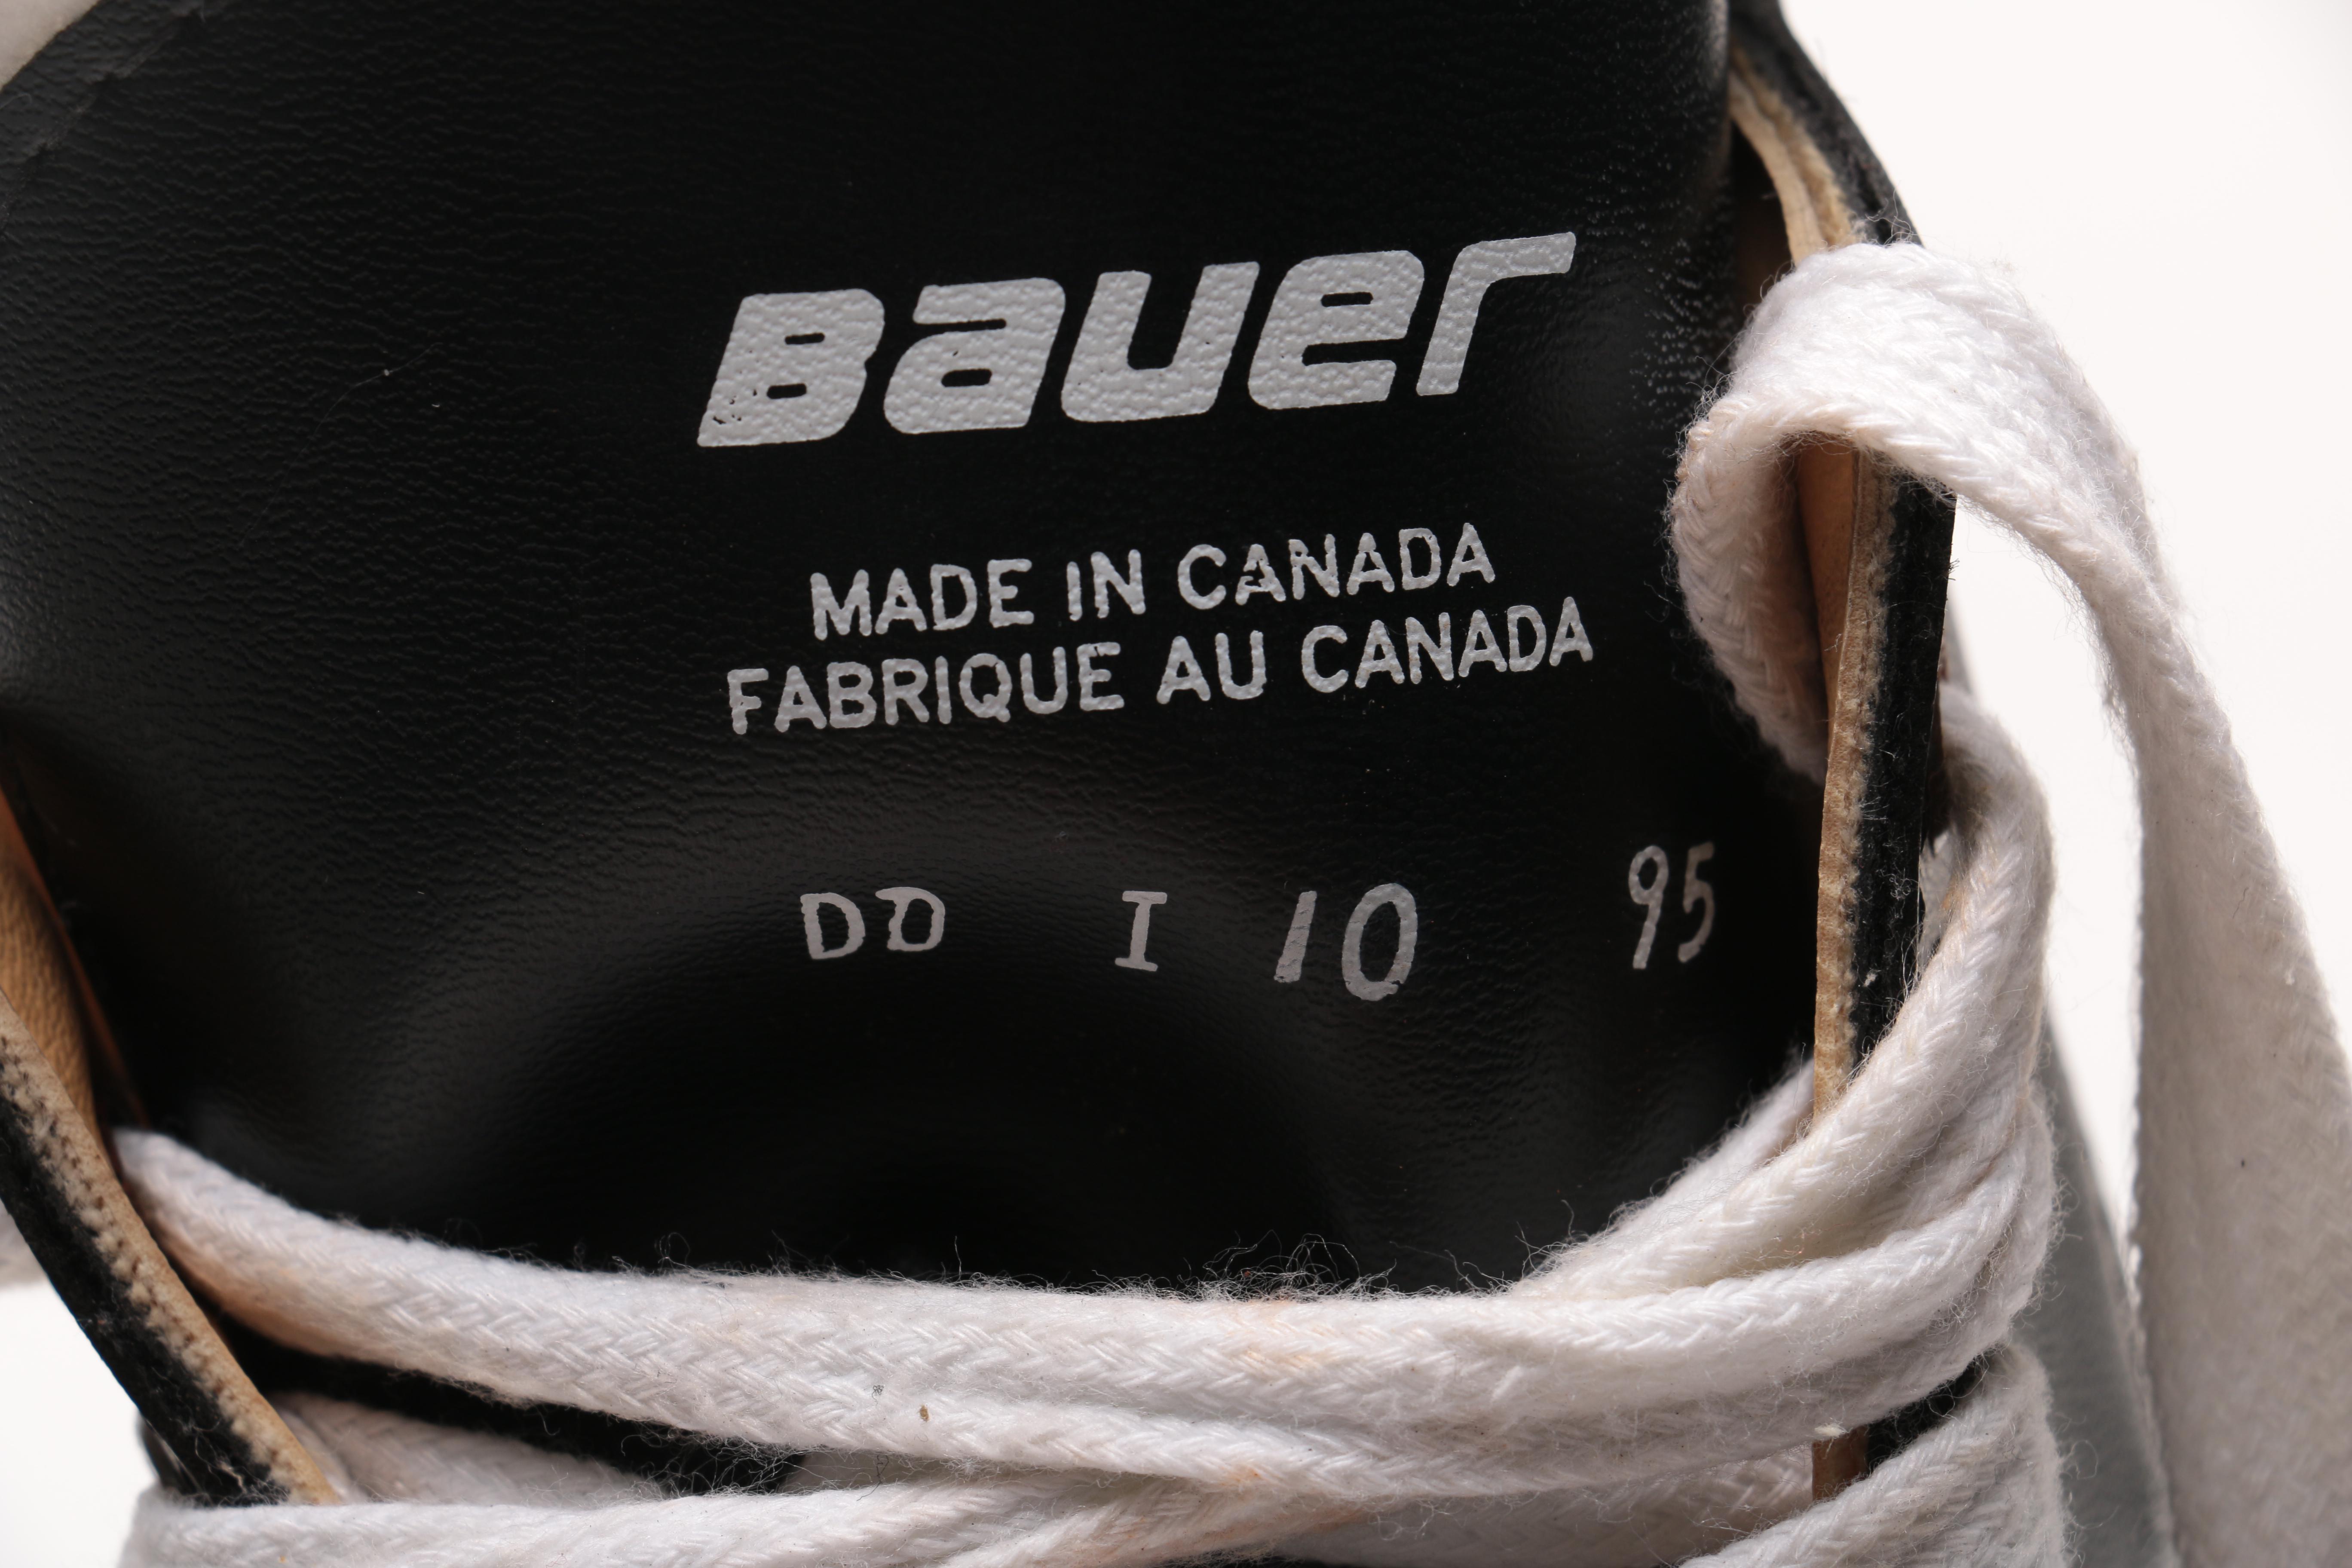 Bauer
MADE IN CANADA
FABRIQUE AU CANADA
DD I 10 95